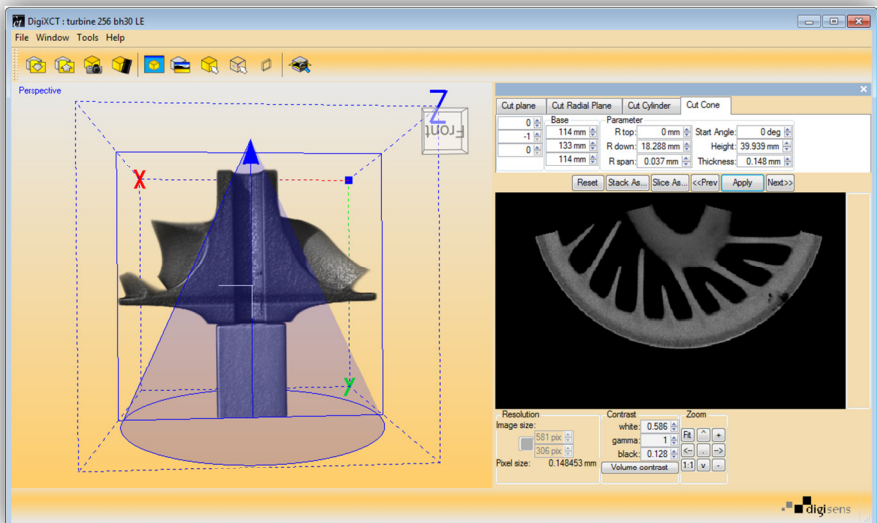 DigiXCT : turbine 256 bh30 LE
File Window Tools Help
Perspective
Z
Front
X
y
Cut plane Cut Radial Plane Cut Cylinder Cut Cone
Base Parameter
0 114 mm R top: 0 mm Start Angle: 0 deg
-1 133 mm R down: 18.288 mm Height: 39.939 mm
0 114 mm R span: 0.037 mm Thickness: 0.148 mm
Reset Stack As... Slice As... <<Prev Apply Next>>
Resolution Contrast Zoom
Image size: white: 0.586 Fit ^ +
581 pix gamma: 1 <-- . -->
306 pix black: 0.128 1:1 v -
Pixel size: 0.148453 mm Volume contrast
digisens